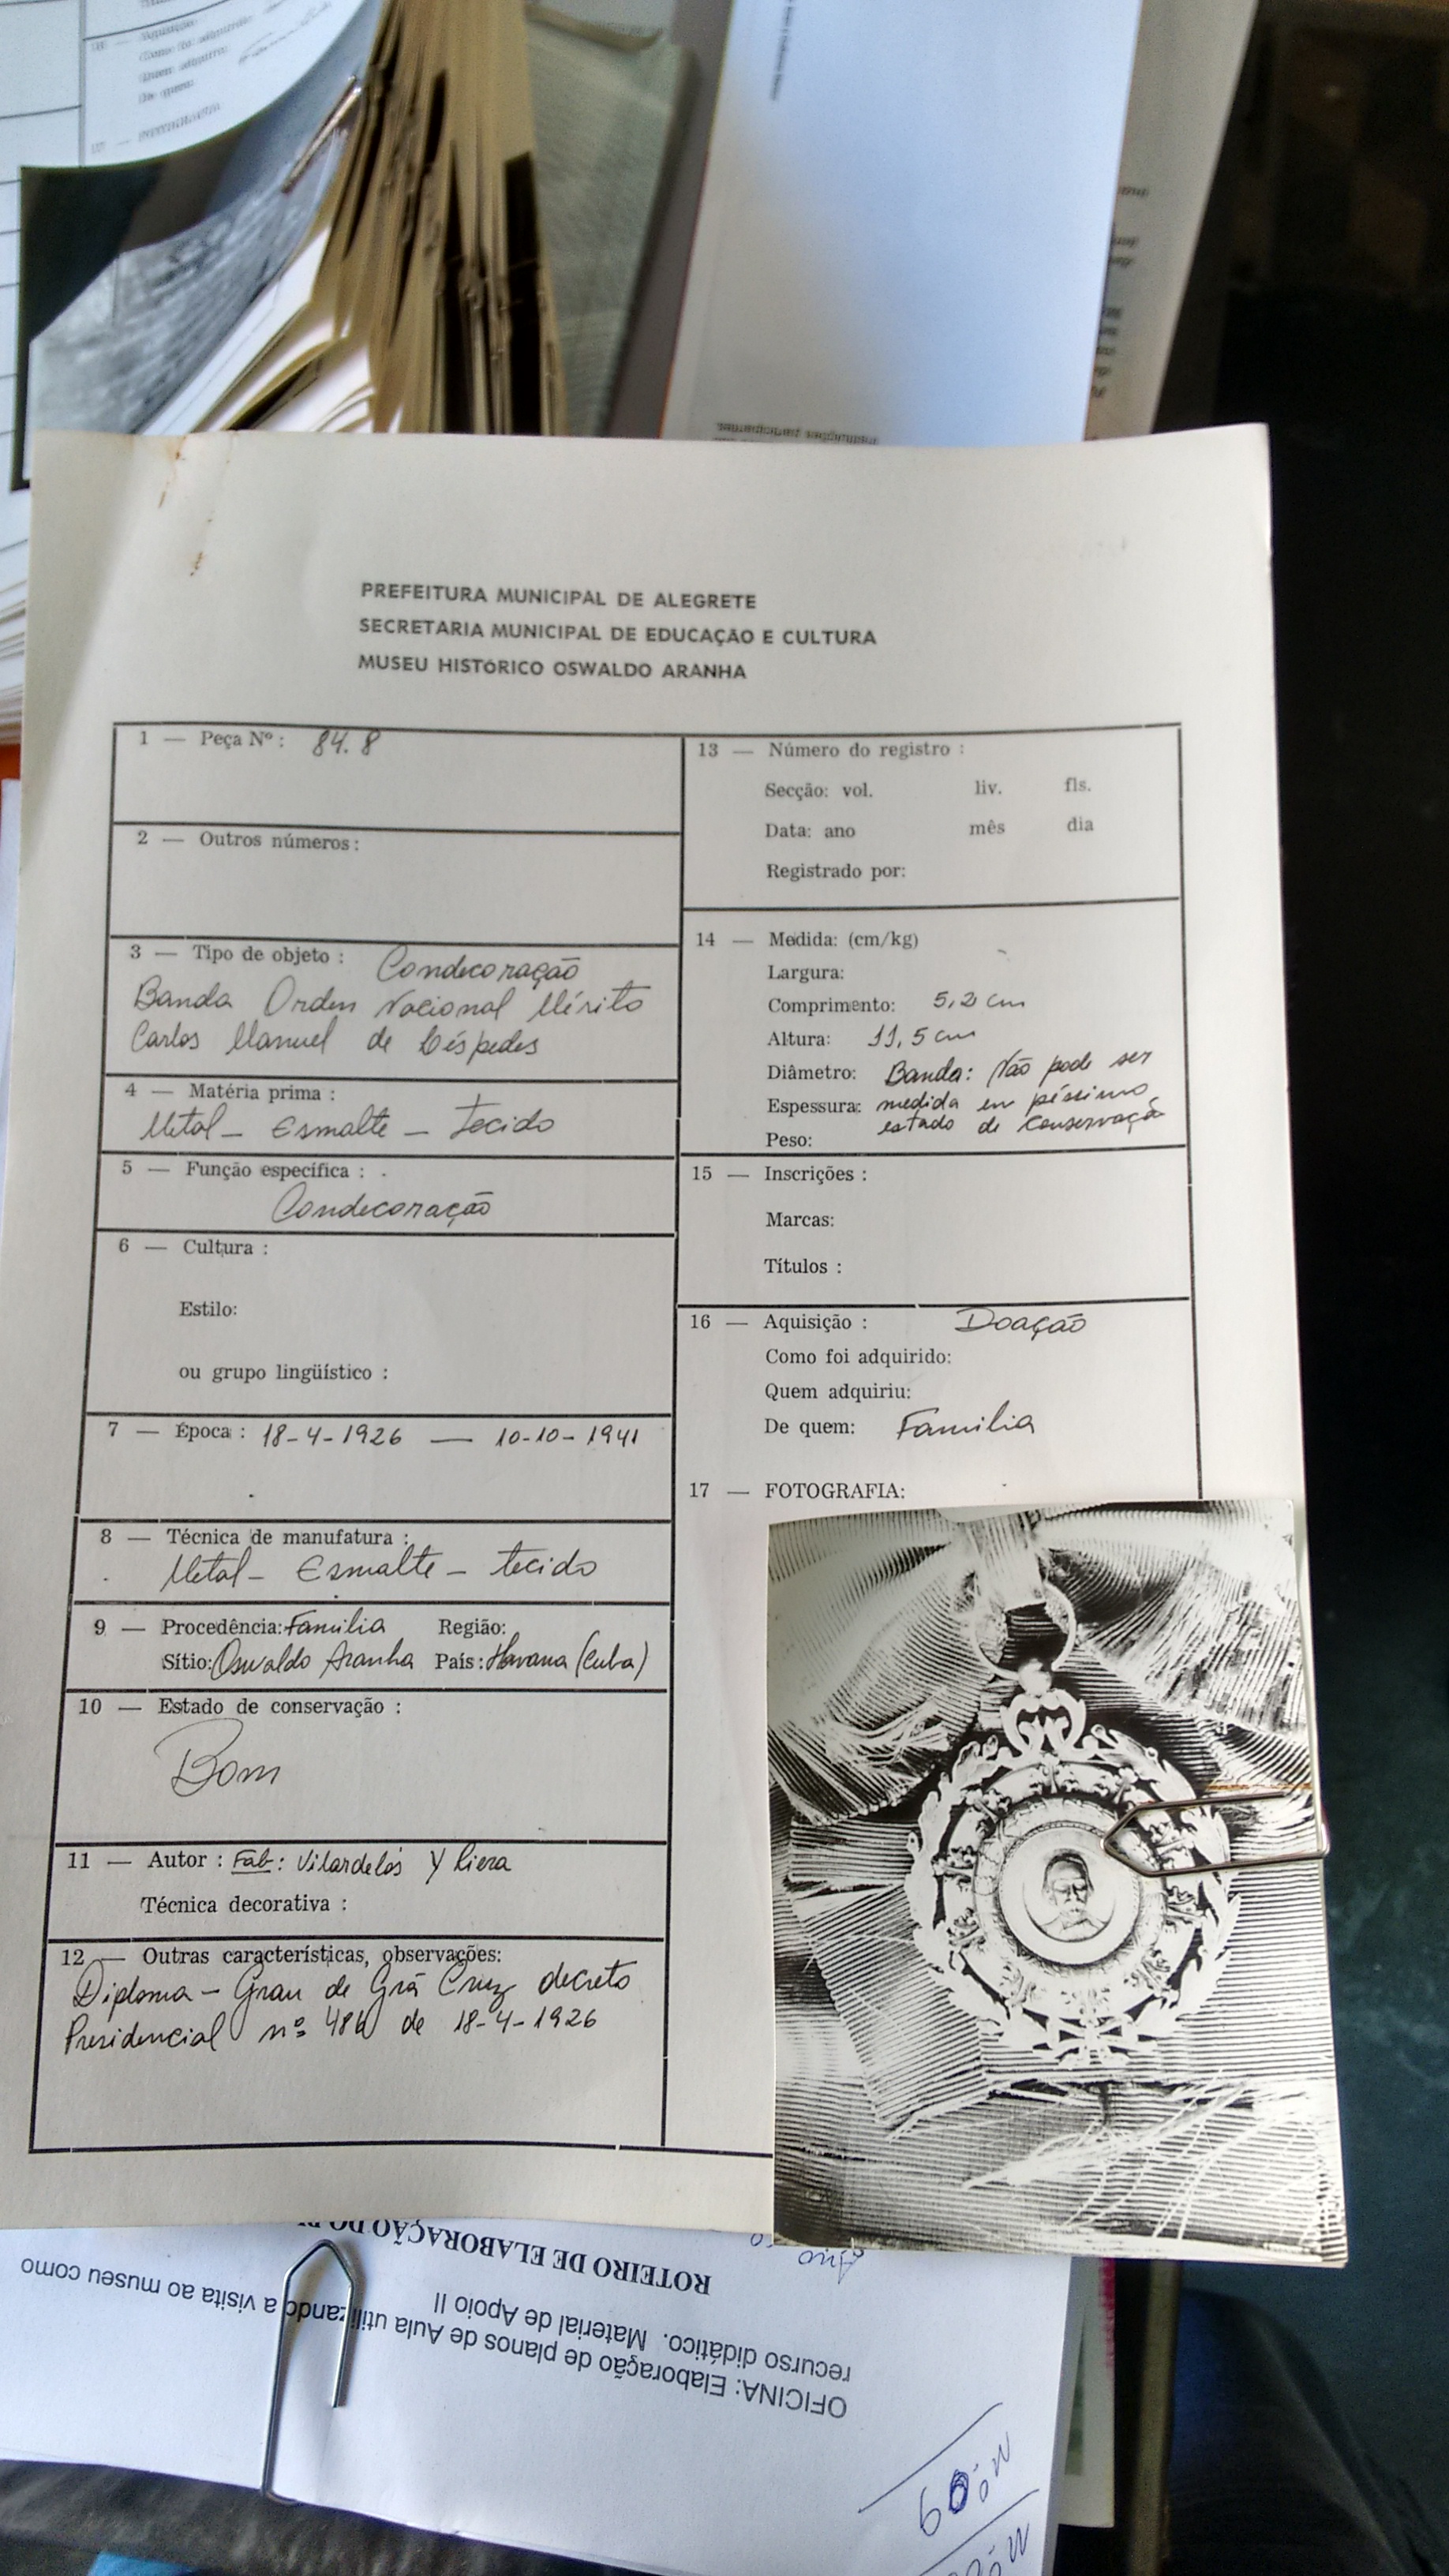 instituições participantes
PREFEITURA MUNICIPAL DE ALEGRETE
SECRETARIA MUNICIPAL DE EDUCAÇÃO E CULTURA
MUSEU HISTÓRICO OSWALDO ARANHA
1 — Peça Nº: 84.8
2 — Outros números:
3 — Tipo de objeto: Condecoração
Banda Orden Nacional Mérito
Carlos Manuel de Céspedes
4 — Matéria prima:
Metal — Esmalte — tecido
5 — Função específica:
Condecoração
6 — Cultura:
Estilo:
ou grupo lingüístico:
7 — Época: 18-4-1926 — 10-10-1941
8 — Técnica de manufatura:
Metal — Esmalte — tecido
9 — Procedência: Família Região:
Sítio: Oswaldo Aranha País: Havana (Cuba)
10 — Estado de conservação:
Bom
11 — Autor: Fab: Vilardelós Y Riera
Técnica decorativa:
12 — Outras características, observações:
Diploma — Grau de Grã Cruz decreto
Presidencial nº de 18-4-1926
13 — Número do registro:
Secção: vol. liv. fls.
Data: ano mês dia
Registrado por:
14 — Medida: (cm/kg)
Largura:
Comprimento: 5,2 cm
Altura: 11,5 cm
Diâmetro: Banda: Não pode ser
Espessura: medida em péssimo
estado de conservação
Peso:
15 — Inscrições:
Marcas:
Títulos:
16 — Aquisição: Doação
Como foi adquirido:
Quem adquiriu:
De quem: Família
17 — FOTOGRAFIA:
OFICINA: Elaboração de planos de Aula utilizando a visita ao museu como
recurso didático. Material de Apoio II
ROTEIRO DE ELABORAÇÃO DO